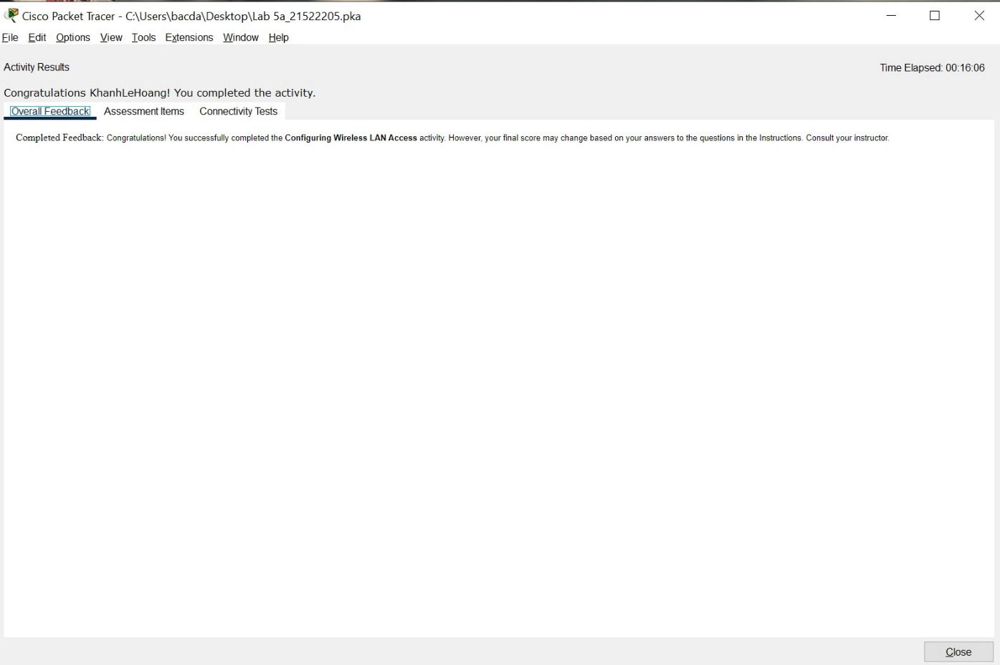 Cisco Packet Tracer - C:\Users\bacda\Desktop\Lab 5a_21522205.pka
File Edit Options View Tools Extensions Window Help
Activity Results Time Elapsed: 00:16:06
Congratulations KhanhLeHoang! You completed the activity.
Overall Feedback Assessment Items Connectivity Tests
Completed Feedback: Congratulations! You successfully completed the Configuring Wireless LAN Access activity. However, your final score may change based on your answers to the questions in the Instructions. Consult your instructor.
Close